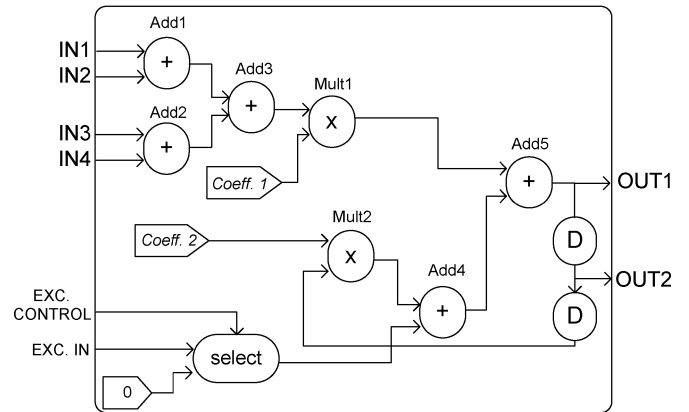 Add1
IN1
IN2
+
Add3
Mult1
+
X
Add2
IN3
IN4
+
Coeff. 1
Add5
+
OUT1
Mult2
Coeff. 2
X
D
Add4
OUT2
EXC.
CONTROL
+
D
EXC. IN
select
0